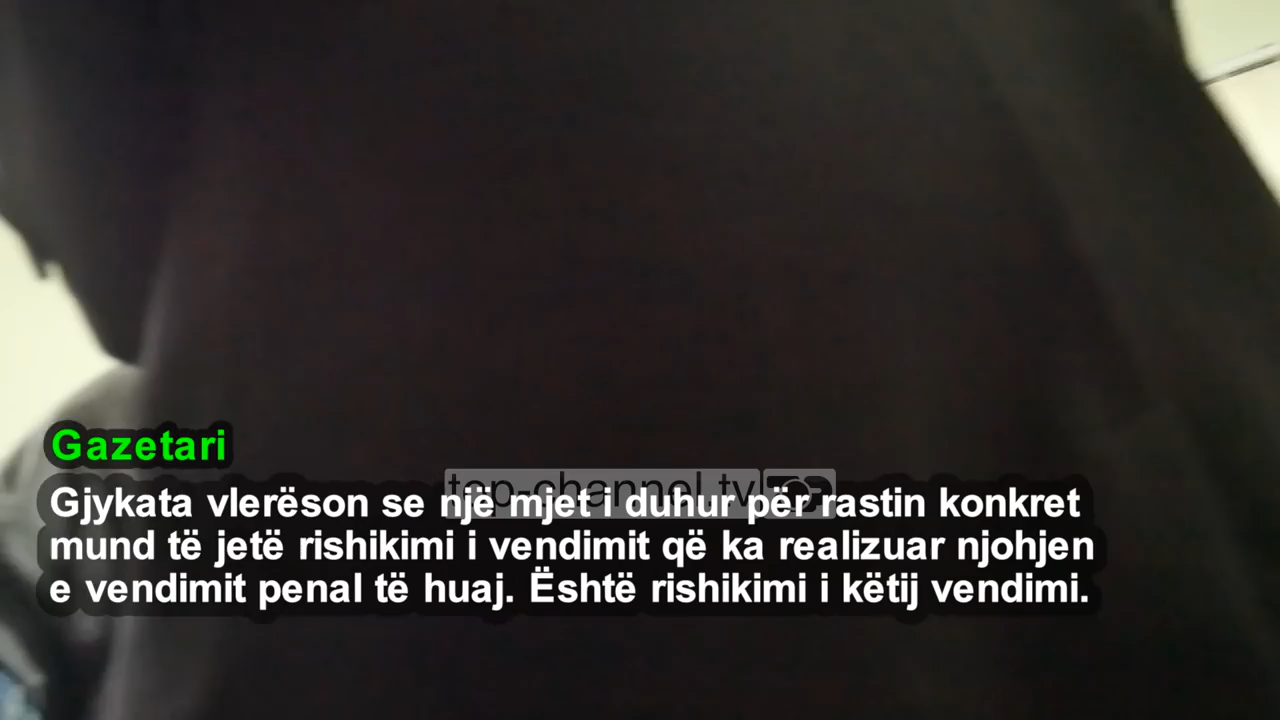 Gazetari
top-channel.tv
Gjykata vlerëson se një mjet i duhur për rastin konkret
mund të jetë rishikimi i vendimit që ka realizuar njohjen
e vendimit penal të huaj. Është rishikimi i këtij vendimi.